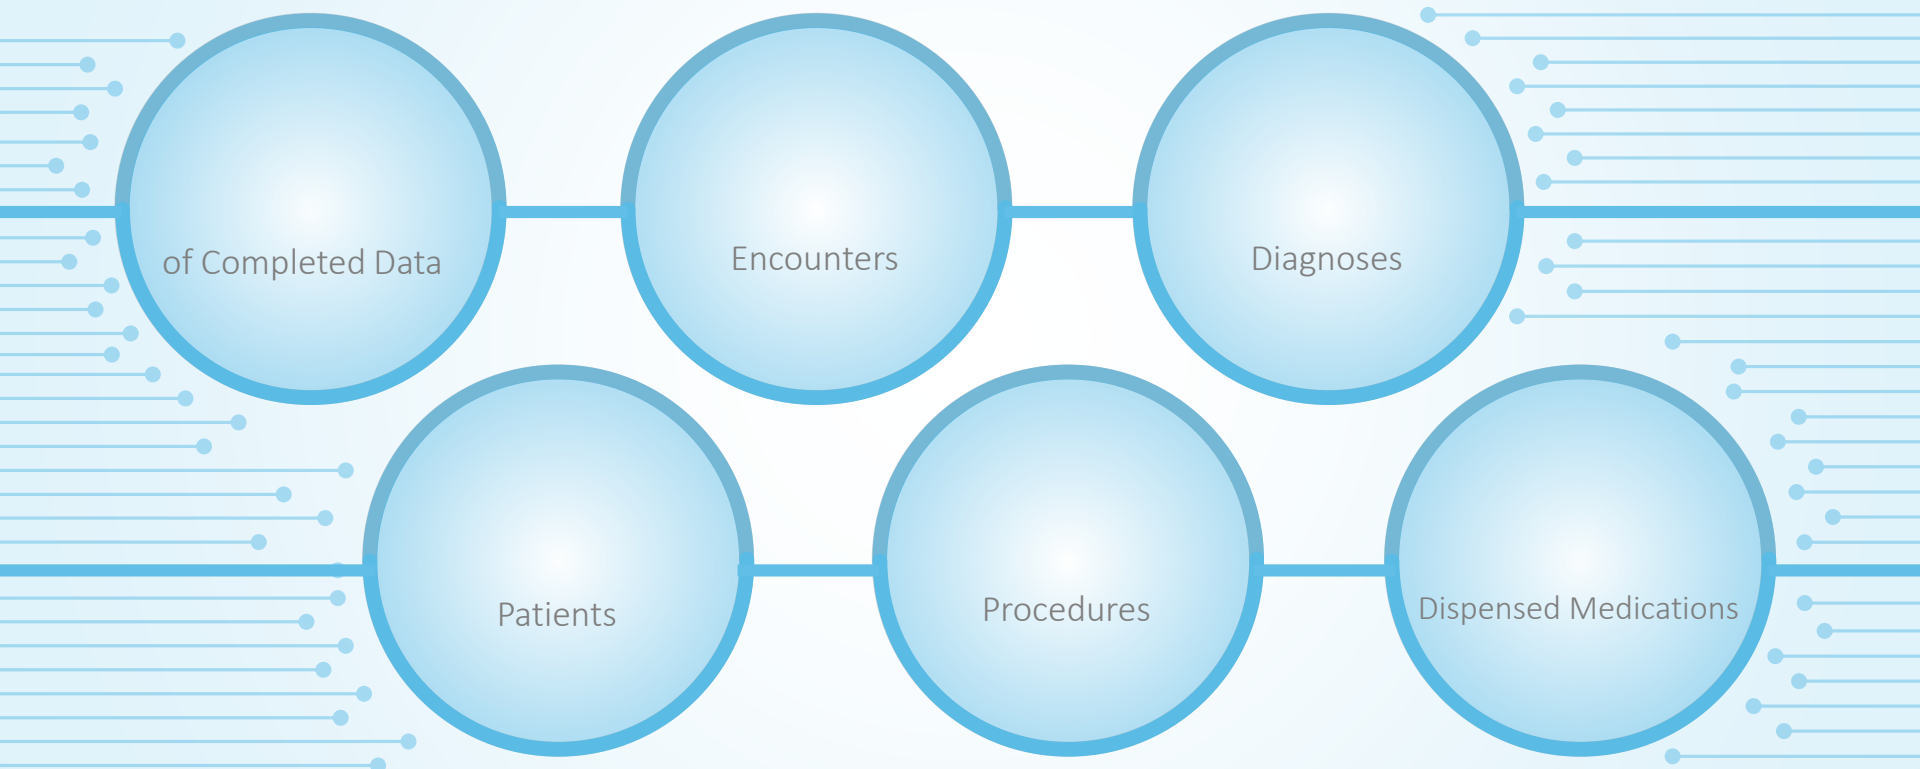 of Completed Data
Encounters
Diagnoses
Patients
Procedures
Dispensed Medications